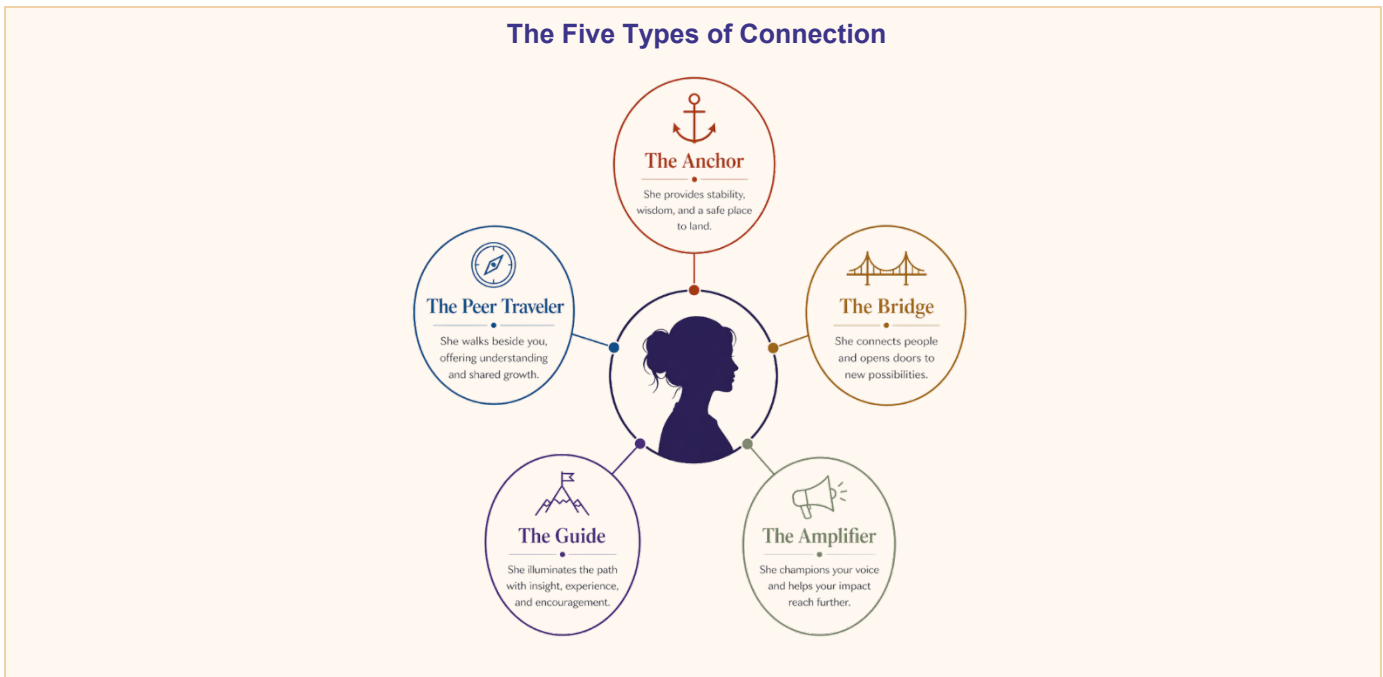 The Five Types of Connection
The Anchor
She provides stability,
wisdom, and a safe place
to land.
The Peer Traveler
She walks beside you,
offering understanding
and shared growth.
The Bridge
She connects people
and opens doors to
new possibilities.
The Guide
She illuminates the path
with insight, experience,
and encouragement.
The Amplifier
She champions your voice
and helps your impact
reach further.